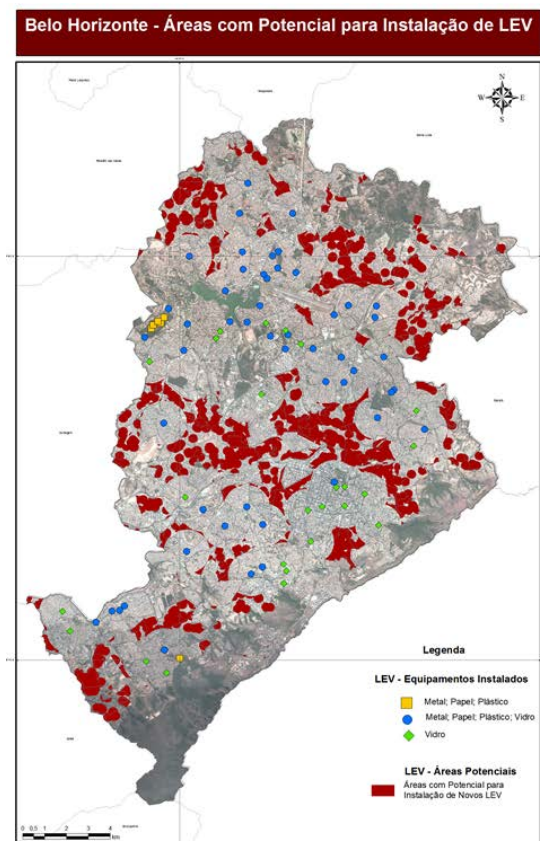 Belo Horizonte - Áreas com Potencial para Instalação de LEV
N
W E
S
Legenda
LEV - Equipamentos Instalados
Metal; Papel; Plástico
Metal; Papel; Plástico; Vidro
Vidro
LEV - Áreas Potenciais
Áreas com Potencial para
Instalação de Novos LEV
0 0.5 1 2 3 4
km